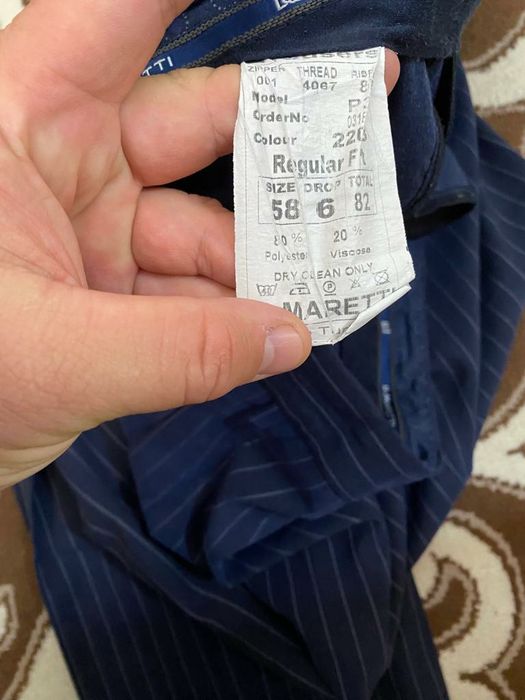 TTI
ZIPPER THREAD
001 4067
Model
OrderNo
Colour 220
Regular
SIZE DROP TOTAL
58 6 82
80 % 20 %
Polyester Viscose
DRY CLEAN ONLY
MARETTI